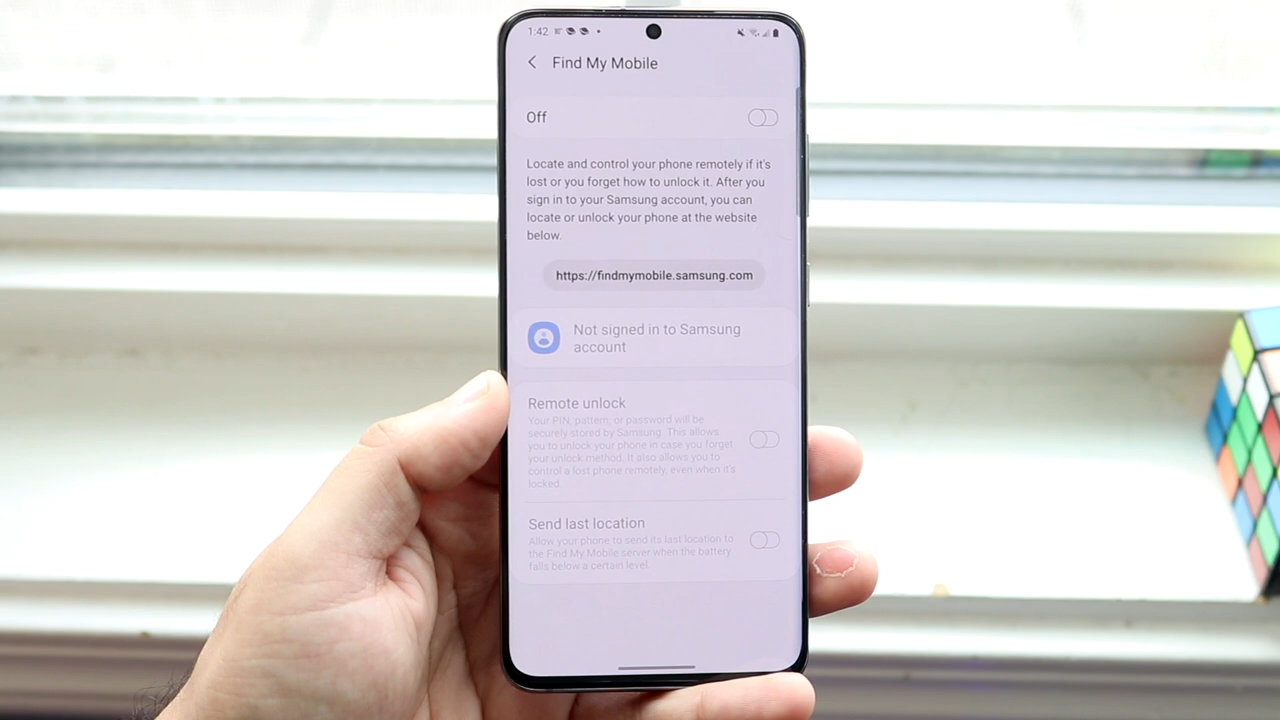 1:42
Find My Mobile
Off
Locate and control your phone remotely if it's
lost or you forget how to unlock it. After you
sign in to your Samsung account, you can
locate or unlock your phone at the website
below.
https://findmymobile.samsung.com
Not signed in to Samsung
account
Remote unlock
Your PIN, pattern, or password will be
securely stored by Samsung. This allows
you to unlock your phone in case you forget
your unlock method. It also allows you to
control a lost phone remotely, even when it's
locked.
Send last location
Allow your phone to send its last location to
the Find My Mobile server when the battery
falls below a certain level.